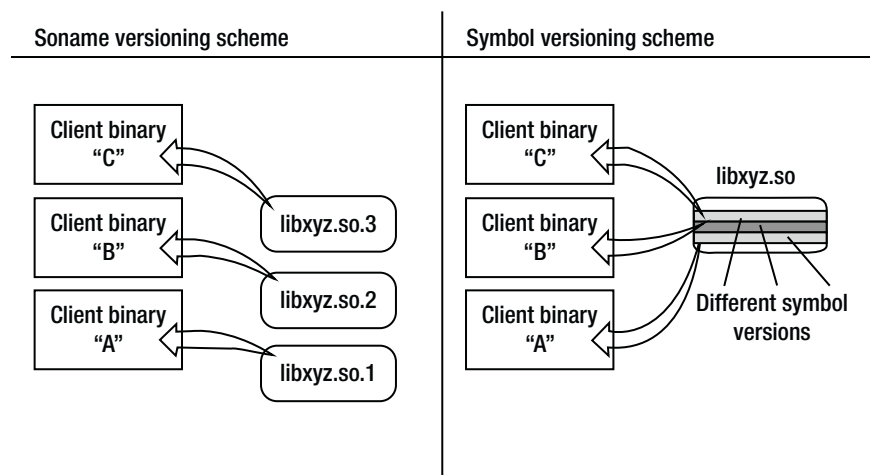 Soname versioning scheme
Client binary
“C”
Client binary
“B”
Client binary
“A”
libxyz.so.3
libxyz.so.2
libxyz.so.1
Symbol versioning scheme
Client binary
“C”
Client binary
“B”
Client binary
“A”
libxyz.so
Different symbol
versions